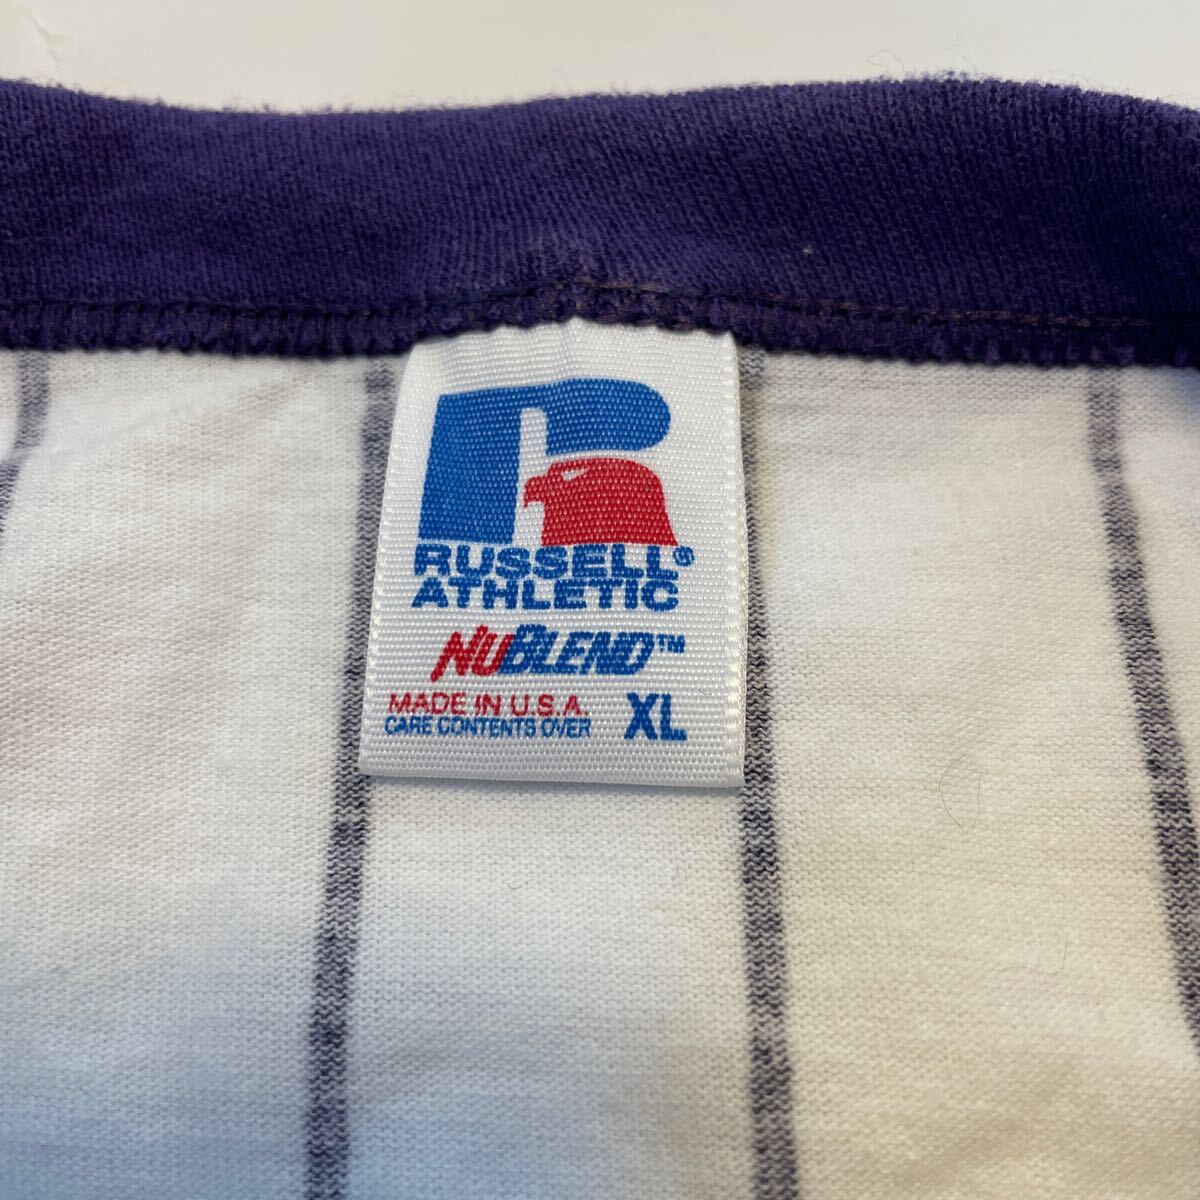 RUSSELL®
ATHLETIC
NUBLEND™
MADE IN U.S.A.
CARE CONTENTS OVER
XL